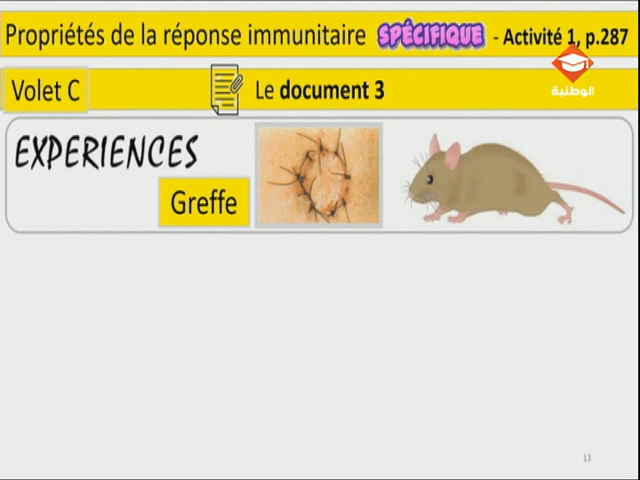 Propriétés de la réponse immunitaire SPÉCIFIQUE - Activité 1, p.287
الوطنية
Volet C
Le document 3
EXPERIENCES
Greffe
13